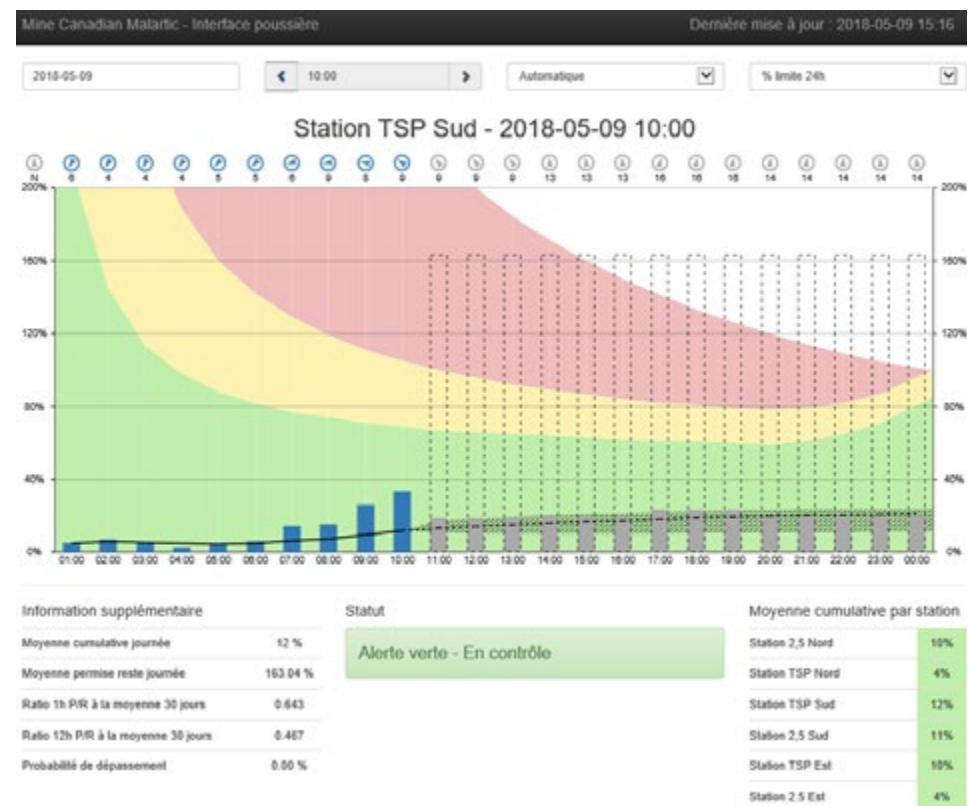 Mine Canadian Malartic - Interface poussière
Dernière mise à jour : 2018-05-09 15:16
2018-05-09
10:00
Automatique
% limite 24h
Station TSP Sud - 2018-05-09 10:00
N 6 4 4 4 5 5 6 9 8 9 9 9 9 13 13 13 16 16 16 14 14 14 14 14
200% 200%
160% 160%
120% 120%
80% 80%
40% 40%
0% 0%
01:00 02:00 03:00 04:00 05:00 06:00 07:00 08:00 09:00 10:00 11:00 12:00 13:00 14:00 15:00 16:00 17:00 18:00 19:00 20:00 21:00 22:00 23:00 00:00
Information supplémentaire
Moyenne cumulative journée 12 %
Moyenne permise reste journée 163.04 %
Ratio 1h P/R à la moyenne 30 jours 0.643
Ratio 12h P/R à la moyenne 30 jours 0.467
Probabilité de dépassement 0.00 %
Statut
Alerte verte - En contrôle
Moyenne cumulative par station
Station 2,5 Nord 10%
Station TSP Nord 4%
Station TSP Sud 12%
Station 2,5 Sud 11%
Station TSP Est 10%
Station 2.5 Est 4%